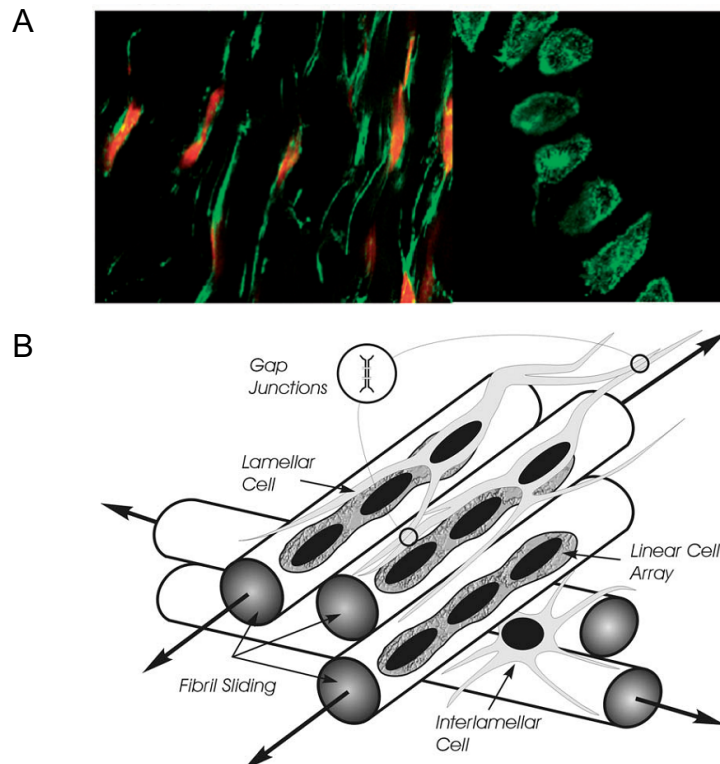 A
B
Gap
Junctions
Lamellar
Cell
Linear Cell
Array
Fibril Sliding
Interlamellar
Cell